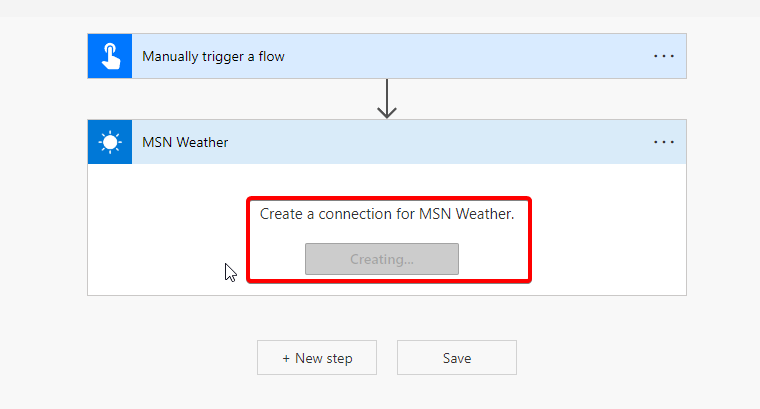 Manually trigger a flow
MSN Weather
Create a connection for MSN Weather.
Creating...
+ New step
Save